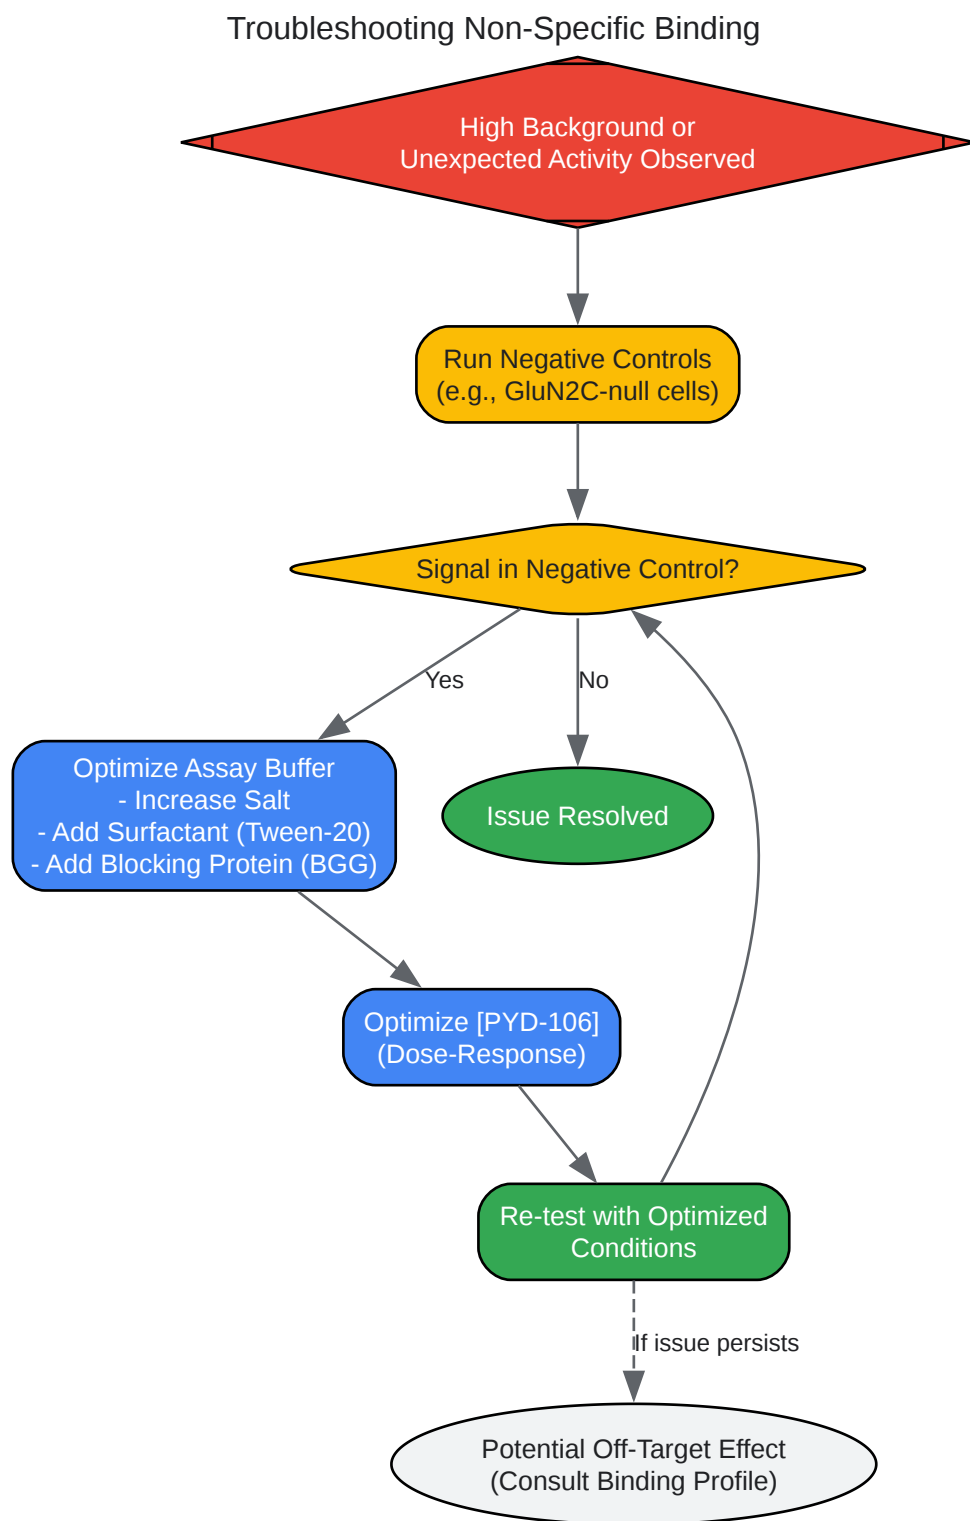 Troubleshooting Non-Specific Binding
High Background or
Unexpected Activity Observed
Run Negative Controls
(e.g., GluN2C-null cells)
Signal in Negative Control?
Yes
No
Optimize Assay Buffer
- Increase Salt
- Add Surfactant (Tween-20)
- Add Blocking Protein (BGG)
Issue Resolved
Optimize [PYD-106]
(Dose-Response)
Re-test with Optimized
Conditions
If issue persists
Potential Off-Target Effect
(Consult Binding Profile)